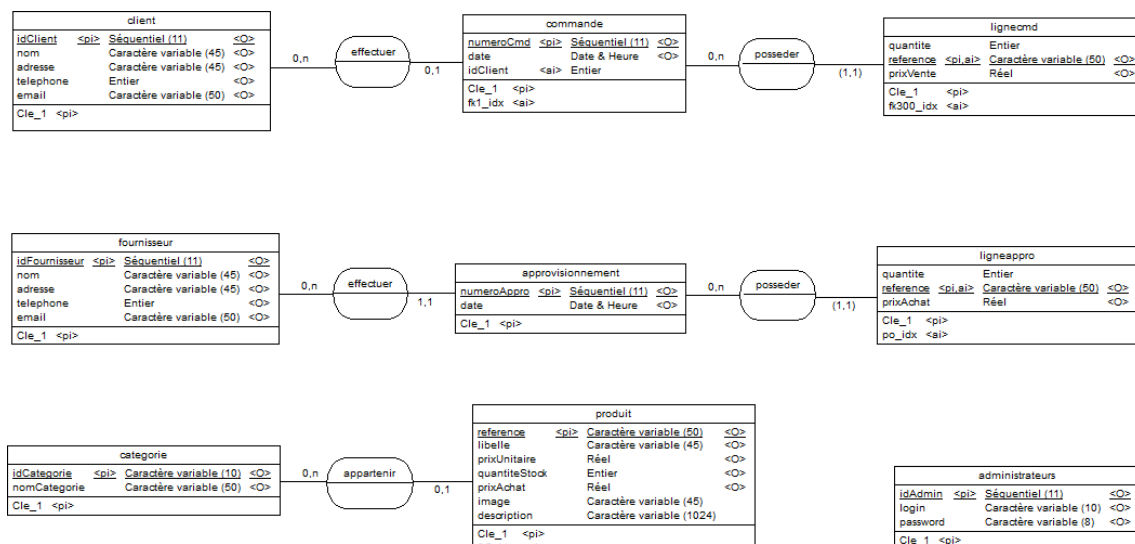 client
idClient <pi> Séquentiel (11) <O>
nom Caractère variable (45) <O>
adresse Caractère variable (45) <O>
telephone Entier <O>
email Caractère variable (50) <O>
Cle_1 <pi>
0,n
effectuer
0,1
commande
numeroCmd <pi> Séquentiel (11) <O>
date Date & Heure <O>
idClient <ai> Entier
Cle_1 <pi>
fk1_idx <ai>
0,n
posseder
(1,1)
lignecmd
quantite Entier
reference <pi,ai> Caractère variable (50) <O>
prixVente Réel <O>
Cle_1 <pi>
fk300_idx <ai>
fournisseur
idFournisseur <pi> Séquentiel (11) <O>
nom Caractère variable (45) <O>
adresse Caractère variable (45) <O>
telephone Entier <O>
email Caractère variable (50) <O>
Cle_1 <pi>
0,n
effectuer
1,1
approvisionnement
numeroAppro <pi> Séquentiel (11) <O>
date Date & Heure <O>
Cle_1 <pi>
0,n
posseder
(1,1)
ligneappro
quantite Entier
reference <pi,ai> Caractère variable (50) <O>
prixAchat Réel <O>
Cle_1 <pi>
po_idx <ai>
categorie
idCategorie <pi> Caractère variable (10) <O>
nomCategorie Caractère variable (50) <O>
Cle_1 <pi>
0,n
appartenir
0,1
produit
reference <pi> Caractère variable (50) <O>
libelle Caractère variable (45) <O>
prixUnitaire Réel <O>
quantiteStock Entier <O>
prixAchat Réel <O>
image Caractère variable (45)
description Caractère variable (1024)
Cle_1 <pi>
administrateurs
idAdmin <pi> Séquentiel (11) <O>
login Caractère variable (10) <O>
password Caractère variable (8) <O>
Cle_1 <pi>